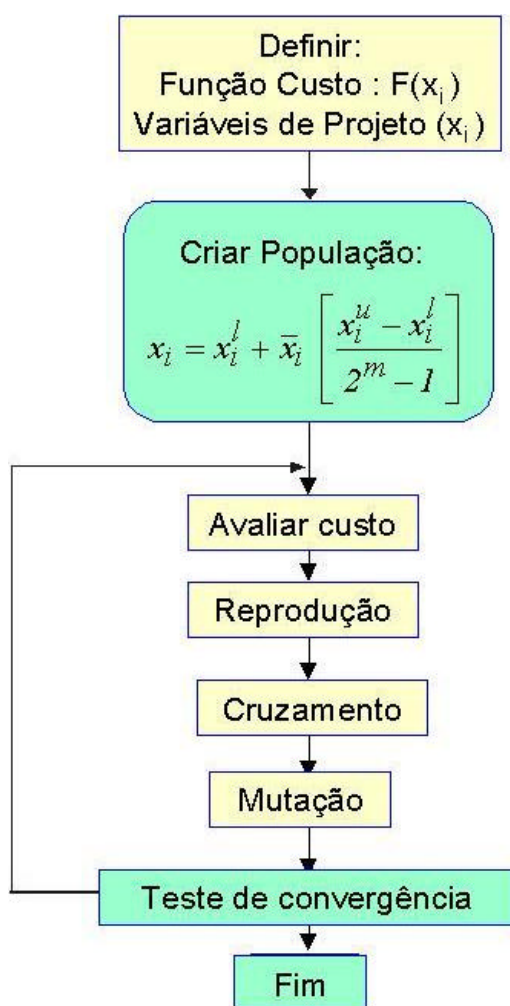 Definir:
Função Custo : F(xᵢ)
Variáveis de Projeto (xᵢ)
Criar População:
xᵢ = xᵢˡ + x̄ᵢ [ (xᵢᵘ − xᵢˡ) / (2ᵐ − 1) ]
Avaliar custo
Reprodução
Cruzamento
Mutação
Teste de convergência
Fim